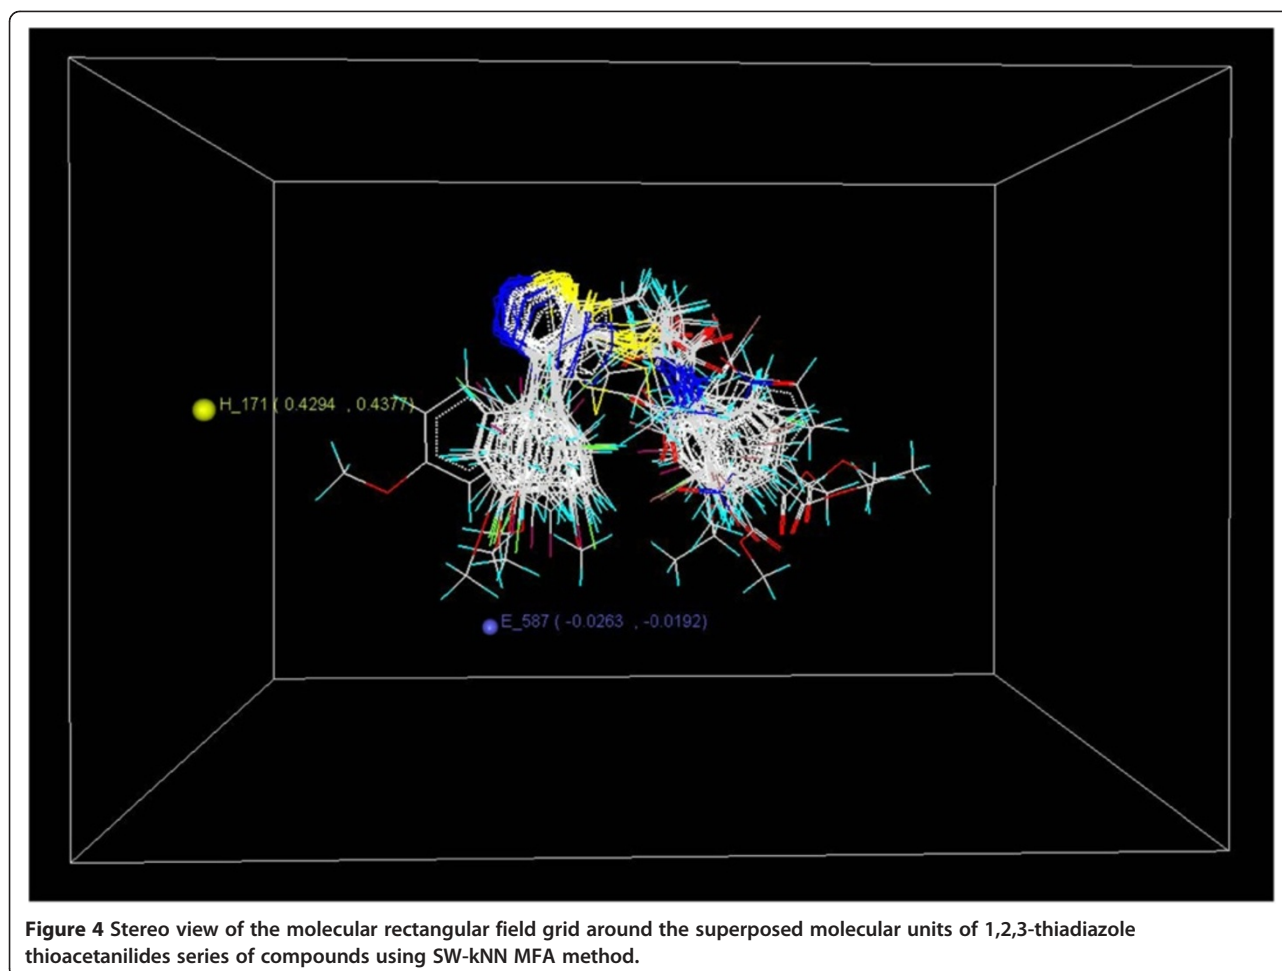 H_171 ( 0.4294 , 0.4377)
E_587 ( -0.0263 , -0.0192)
Figure 4 Stereo view of the molecular rectangular field grid around the superposed molecular units of 1,2,3-thiadiazole
thioacetanilides series of compounds using SW-kNN MFA method.